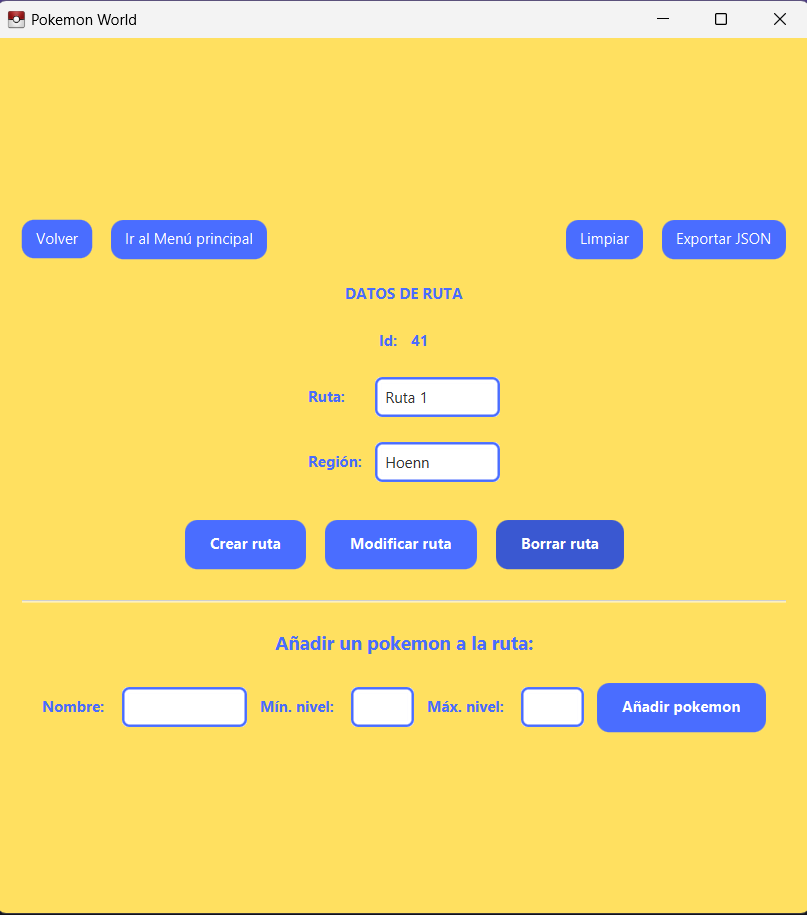 Pokemon World
Volver Ir al Menú principal Limpiar Exportar JSON
DATOS DE RUTA
Id: 41
Ruta: Ruta 1
Región: Hoenn
Crear ruta Modificar ruta Borrar ruta
Añadir un pokemon a la ruta:
Nombre: Mín. nivel: Máx. nivel: Añadir pokemon